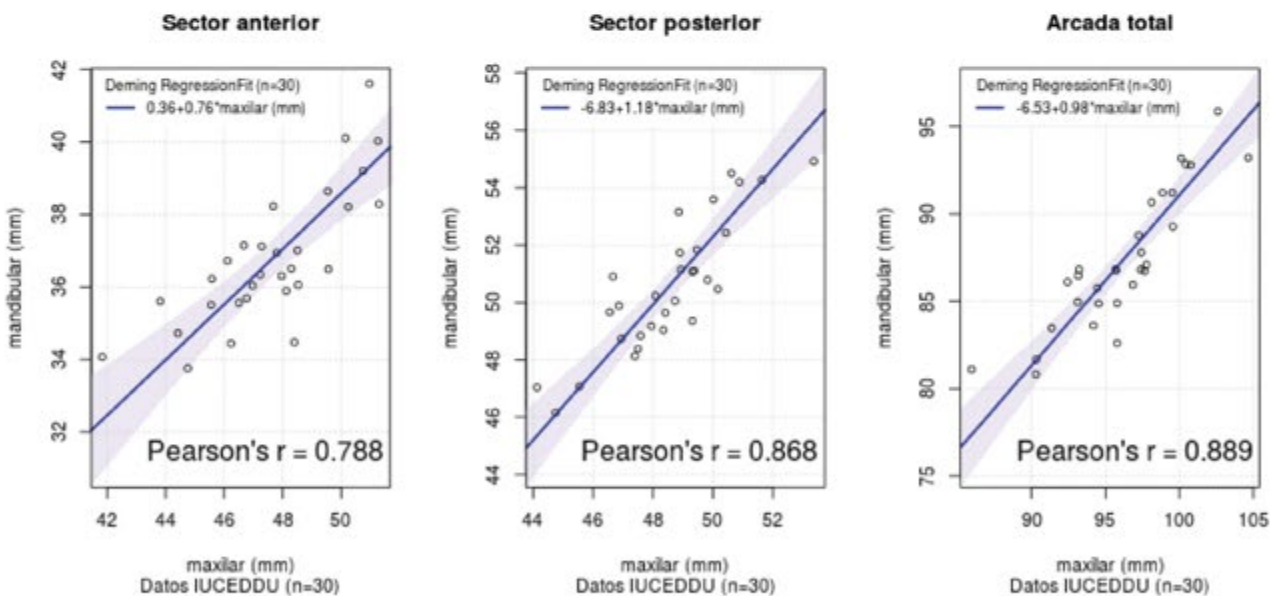 Sector anterior
Deming RegressionFit (n=30)
0.36+0.76*maxilar (mm)
mandibular (mm)
42
40
38
36
34
32
Pearson's r = 0.788
42 44 46 48 50
maxilar (mm)
Datos IUCEDDU (n=30)
Sector posterior
Deming RegressionFit (n=30)
-6.83+1.18*maxilar (mm)
mandibular (mm)
58
56
54
52
50
48
46
44
Pearson's r = 0.868
44 46 48 50 52
maxilar (mm)
Datos IUCEDDU (n=30)
Arcada total
Deming RegressionFit (n=30)
-6.53+0.98*maxilar (mm)
mandibular (mm)
95
90
85
80
75
Pearson's r = 0.889
90 95 100 105
maxilar (mm)
Datos IUCEDDU (n=30)